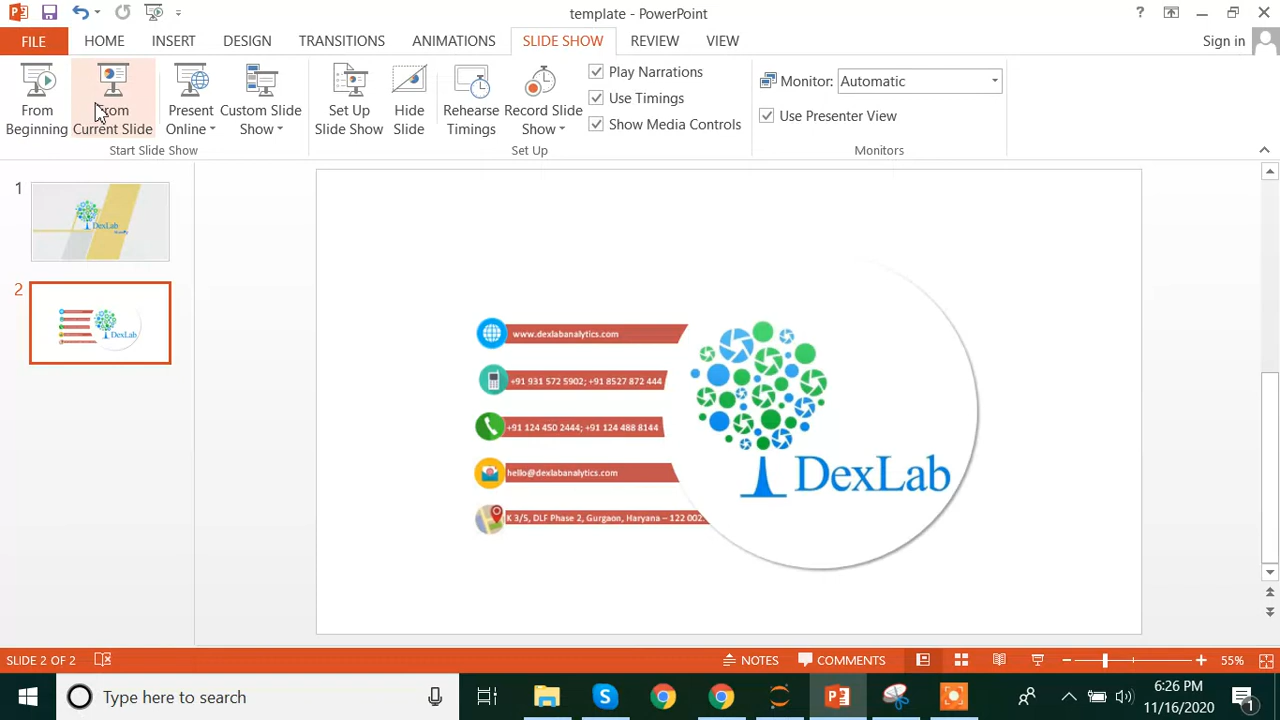 template - PowerPoint
?
FILE
HOME
INSERT
DESIGN
TRANSITIONS
ANIMATIONS
SLIDE SHOW
REVIEW
VIEW
Sign in
From Beginning
From Current Slide
Present Online
Custom Slide Show
Set Up Slide Show
Hide Slide
Rehearse Timings
Record Slide Show
Play Narrations
Use Timings
Show Media Controls
Monitor: Automatic
Use Presenter View
Start Slide Show
Set Up
Monitors
1
DexLab
2
DexLab
www.dexlabanalytics.com
+91 931 572 5902; +91 8527 872 444
+91 124 450 2444; +91 124 488 8144
hello@dexlabanalytics.com
K 3/5, DLF Phase 2, Gurgaon, Haryana – 122 002.
DexLab
SLIDE 2 OF 2
NOTES
COMMENTS
55%
Type here to search
6:26 PM
11/16/2020
1